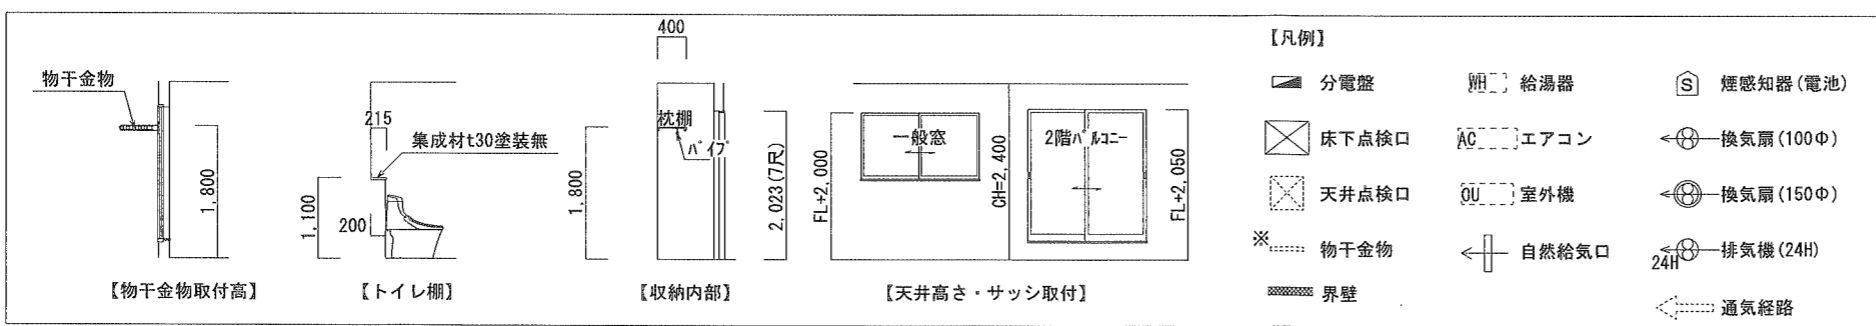 物干金物
1,800
【物干金物取付高】
215
集成材t30塗装無
1,100
200
【トイレ棚】
400
枕棚
パイプ
1,800
2,023(7尺)
【収納内部】
FL+2,000
一般窓
CH=2,400
2階バルコニー
FL+2,050
【天井高さ・サッシ取付】
【凡例】
分電盤
床下点検口
天井点検口
※ 物干金物
界壁
WH 給湯器
AC エアコン
OU 室外機
自然給気口
S 煙感知器(電池)
換気扇(100Φ)
換気扇(150Φ)
24H 排気機(24H)
通気経路